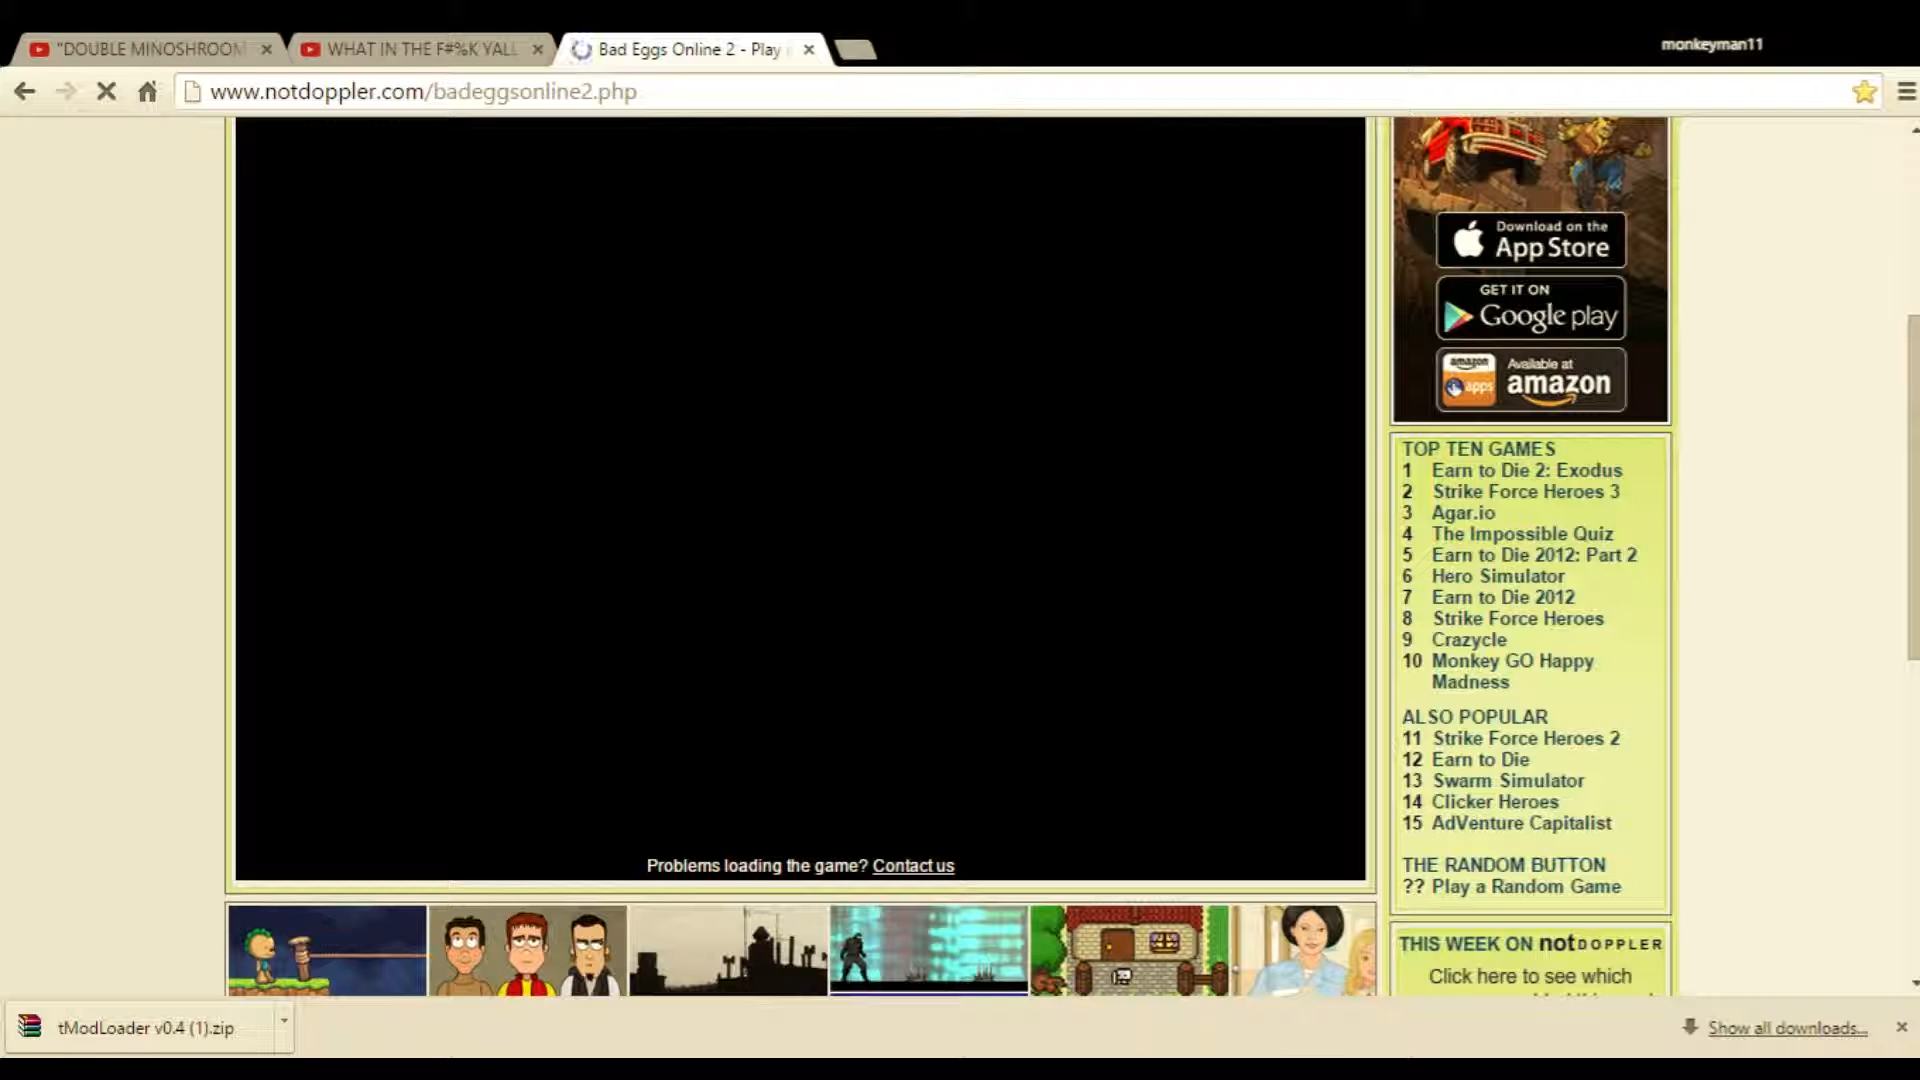 "DOUBLE MINOSHROOM
WHAT IN THE F#%K YALL
Bad Eggs Online 2 - Play
monkeyman11
www.notdoppler.com/badeggsonline2.php
Download on the
App Store
GET IT ON
Google play
amazon
apps
Available at
amazon
TOP TEN GAMES
1 Earn to Die 2: Exodus
2 Strike Force Heroes 3
3 Agar.io
4 The Impossible Quiz
5 Earn to Die 2012: Part 2
6 Hero Simulator
7 Earn to Die 2012
8 Strike Force Heroes
9 Crazycle
10 Monkey GO Happy
Madness
ALSO POPULAR
11 Strike Force Heroes 2
12 Earn to Die
13 Swarm Simulator
14 Clicker Heroes
15 AdVenture Capitalist
THE RANDOM BUTTON
?? Play a Random Game
Problems loading the game? Contact us
THIS WEEK ON notDOPPLER
Click here to see which
tModLoader v0.4 (1).zip
Show all downloads...